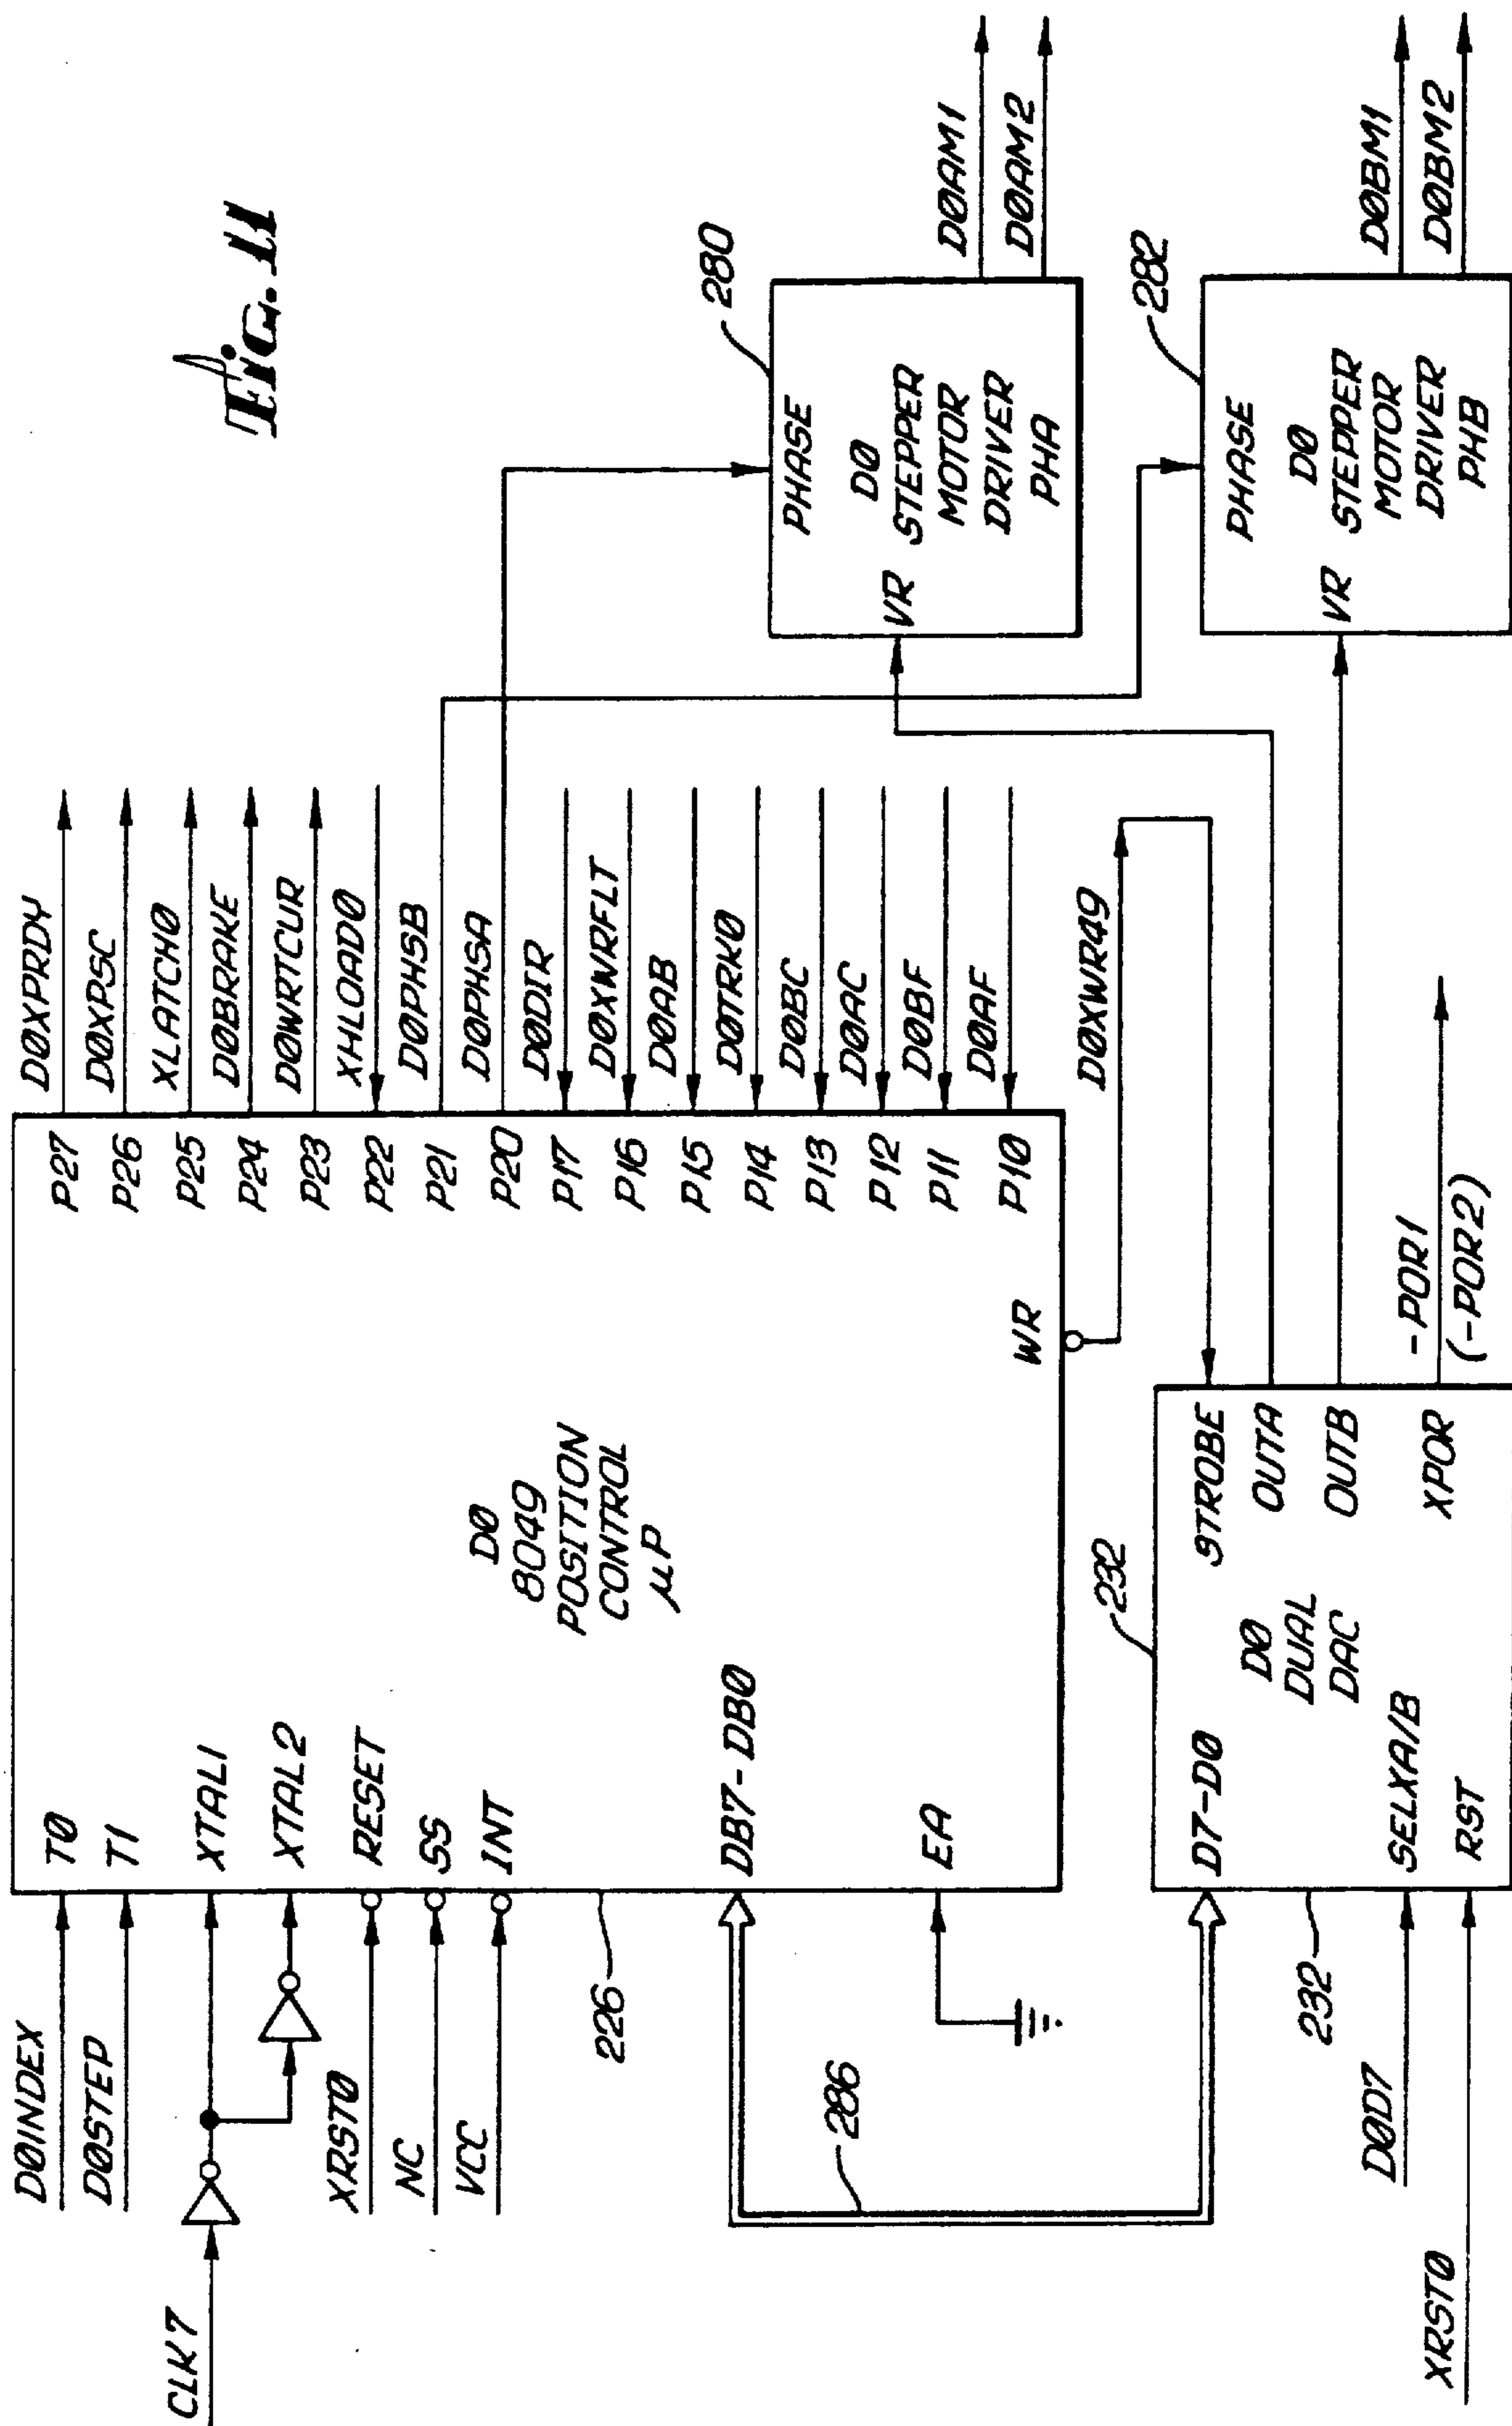 Fig. 11
D0INDEX
D0STEP
CLK7
XRST0
NC
VCC
T0
T1
XTAL1
XTAL2
RESET
SS
INT
226
DB7-DB0
EA
286
D0
8049
POSITION
CONTROL
μP
P27
P26
P25
P24
P23
P22
P21
P20
P17
P16
P15
P14
P13
P12
P11
P10
WR
D0XPRDY
D0XPSC
XLATCH0
D0BRAKE
D0WRTCUR
XHLOAD0
D0PHSB
D0PHSA
D0DIR
D0XWRFLT
D0AB
D0TRK0
D0BC
D0AC
D0BF
D0AF
D0XWR49
280
PHASE
D0
VR STEPPER
MOTOR
DRIVER
PHA
D0AM1
D0AM2
282
PHASE
D0
VR STEPPER
MOTOR
DRIVER
PHB
D0BM1
D0BM2
232
D7-D0
SELXA/B
RST
D0
DUAL
DAC
STROBE
OUTA
OUTB
XPOR
-POR1
(-POR2)
232
D0D7
XRST0